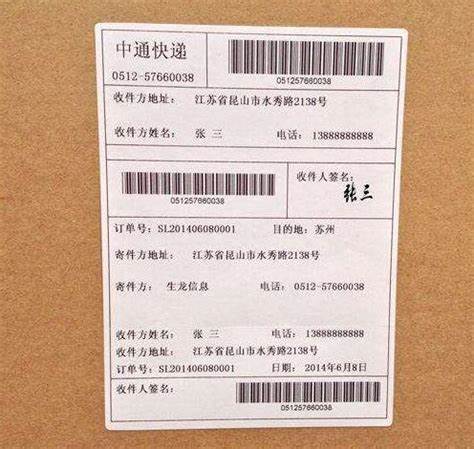 中通快递
0512-57660038
051257660038
收件方地址： 江苏省昆山市水秀路2138号
收件方姓名： 张 三 电话： 13888888888
051257660038
收件人签名：
张三
订单号：SL201406080001 目的地：苏州
寄件方地址： 江苏省昆山市水秀路2138号
寄件方： 生龙信息 电话：0512-57660038
收件方姓名： 张 三 电话： 13888888888
收件方地址： 江苏省昆山市水秀路2138号
订单号：SL201406080001 日期：2014年6月8日
收件人签名：
051257660038